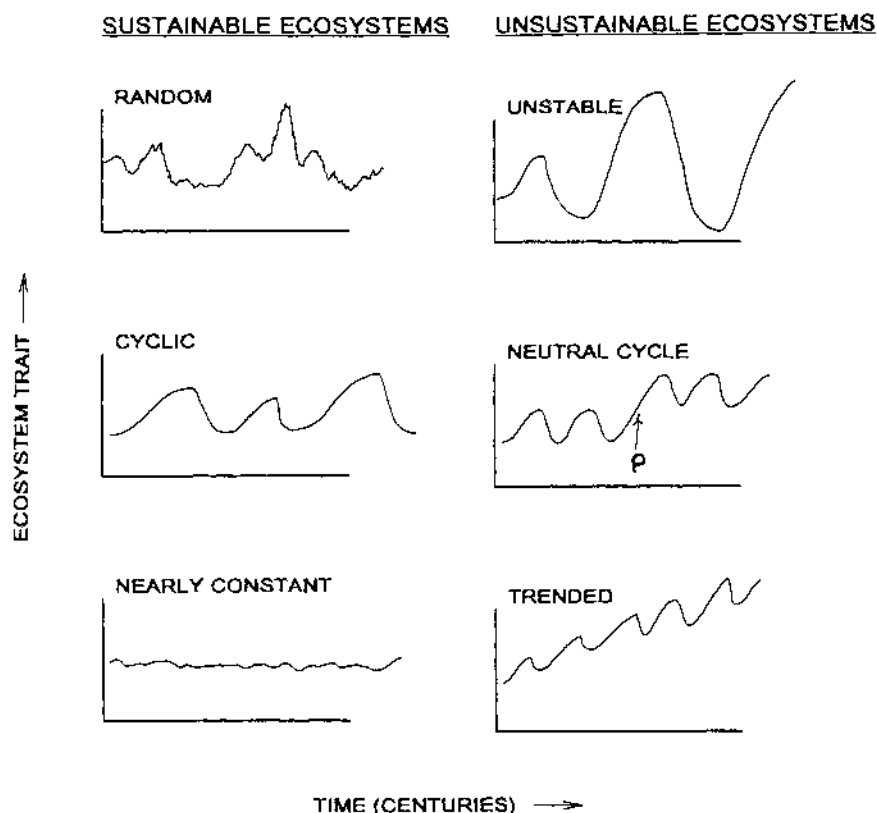 SUSTAINABLE ECOSYSTEMS
UNSUSTAINABLE ECOSYSTEMS
RANDOM
UNSTABLE
CYCLIC
NEUTRAL CYCLE
P
NEARLY CONSTANT
TRENDED
ECOSYSTEM TRAIT
TIME (CENTURIES)